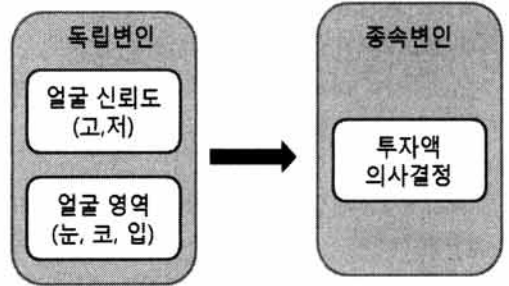 독립변인
얼굴 신뢰도
(고,저)
얼굴 영역
(눈, 코, 입)
종속변인
투자액
의사결정